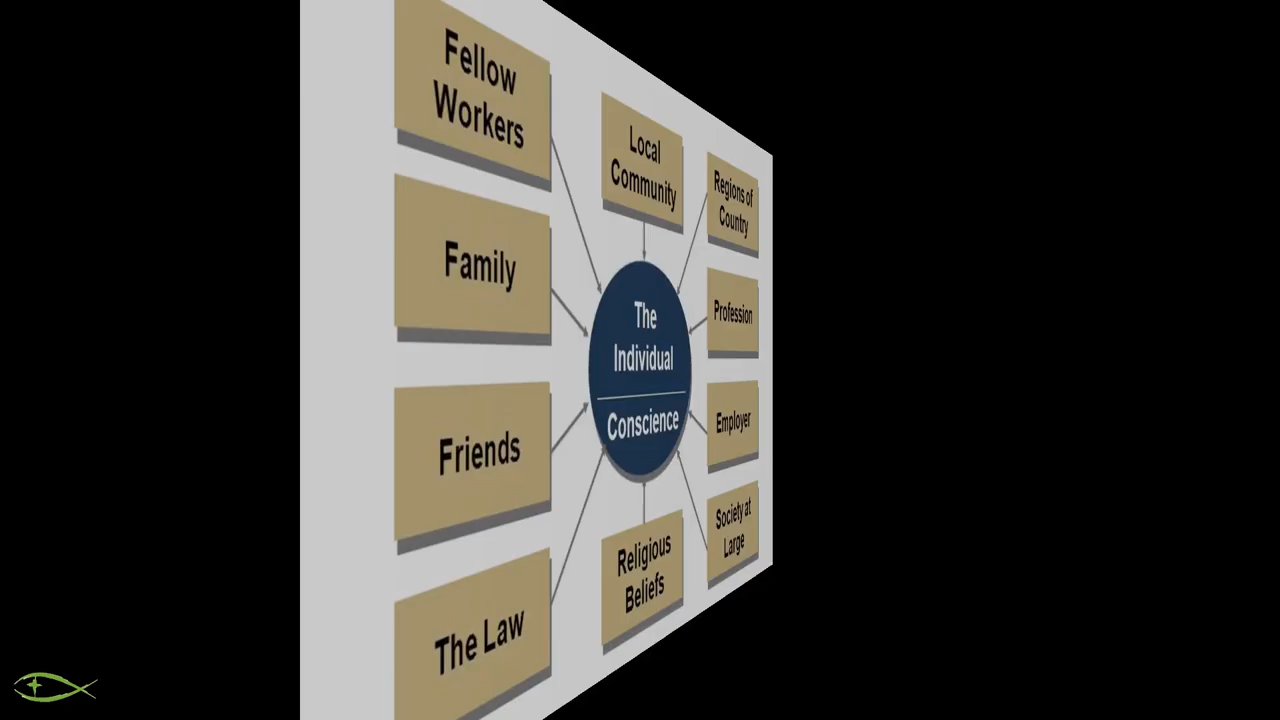 Fellow
Workers
Local
Community
Regions of
Country
Family
The
Individual
Conscience
Profession
Friends
Employer
The Law
Religious
Beliefs
Society at
Large